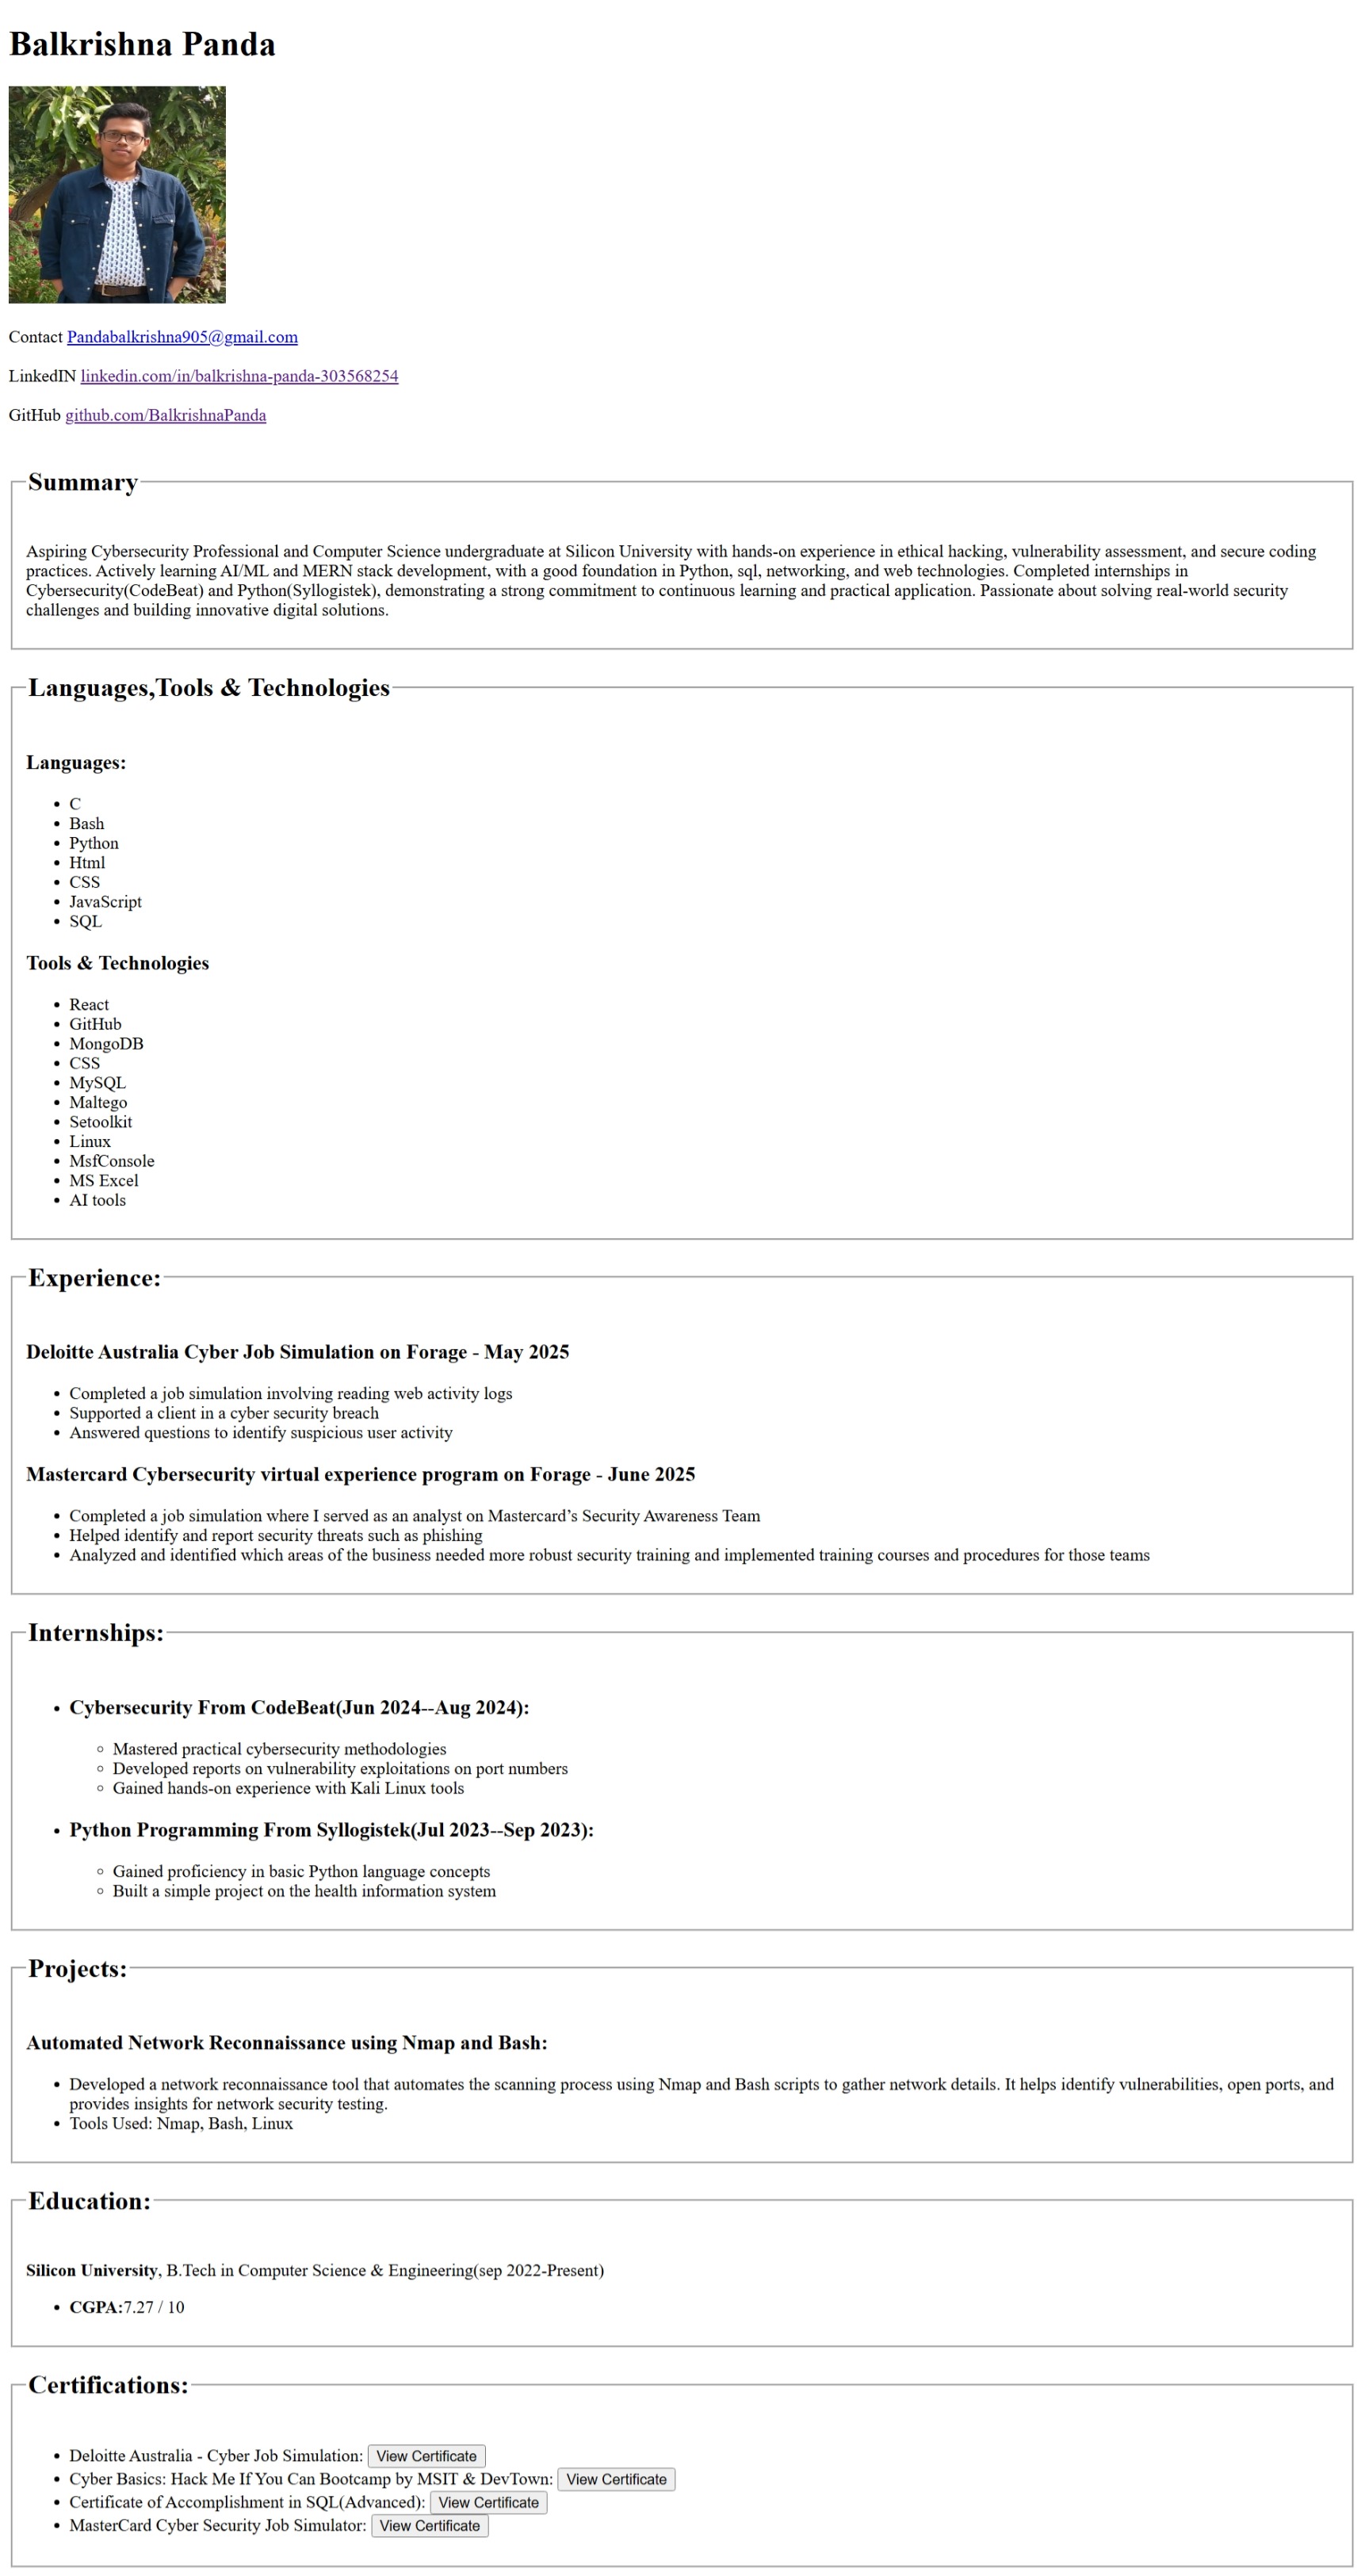 Balkrishna Panda
Contact Pandabalkrishna905@gmail.com
LinkedIN linkedin.com/in/balkrishna-panda-303568254
GitHub github.com/BalkrishnaPanda
Summary
Aspiring Cybersecurity Professional and Computer Science undergraduate at Silicon University with hands-on experience in ethical hacking, vulnerability assessment, and secure coding
practices. Actively learning AI/ML and MERN stack development, with a good foundation in Python, sql, networking, and web technologies. Completed internships in
Cybersecurity(CodeBeat) and Python(Syllogistek), demonstrating a strong commitment to continuous learning and practical application. Passionate about solving real-world security
challenges and building innovative digital solutions.
Languages,Tools & Technologies
Languages:
• C
• Bash
• Python
• Html
• CSS
• JavaScript
• SQL
Tools & Technologies
• React
• GitHub
• MongoDB
• CSS
• MySQL
• Maltego
• Setoolkit
• Linux
• MsfConsole
• MS Excel
• AI tools
Experience:
Deloitte Australia Cyber Job Simulation on Forage - May 2025
• Completed a job simulation involving reading web activity logs
• Supported a client in a cyber security breach
• Answered questions to identify suspicious user activity
Mastercard Cybersecurity virtual experience program on Forage - June 2025
• Completed a job simulation where I served as an analyst on Mastercard’s Security Awareness Team
• Helped identify and report security threats such as phishing
• Analyzed and identified which areas of the business needed more robust security training and implemented training courses and procedures for those teams
Internships:
• Cybersecurity From CodeBeat(Jun 2024--Aug 2024):
◦ Mastered practical cybersecurity methodologies
◦ Developed reports on vulnerability exploitations on port numbers
◦ Gained hands-on experience with Kali Linux tools
• Python Programming From Syllogistek(Jul 2023--Sep 2023):
◦ Gained proficiency in basic Python language concepts
◦ Built a simple project on the health information system
Projects:
Automated Network Reconnaissance using Nmap and Bash:
• Developed a network reconnaissance tool that automates the scanning process using Nmap and Bash scripts to gather network details. It helps identify vulnerabilities, open ports, and
provides insights for network security testing.
• Tools Used: Nmap, Bash, Linux
Education:
Silicon University, B.Tech in Computer Science & Engineering(sep 2022-Present)
• CGPA:7.27 / 10
Certifications:
• Deloitte Australia - Cyber Job Simulation: View Certificate
• Cyber Basics: Hack Me If You Can Bootcamp by MSIT & DevTown: View Certificate
• Certificate of Accomplishment in SQL(Advanced): View Certificate
• MasterCard Cyber Security Job Simulator: View Certificate